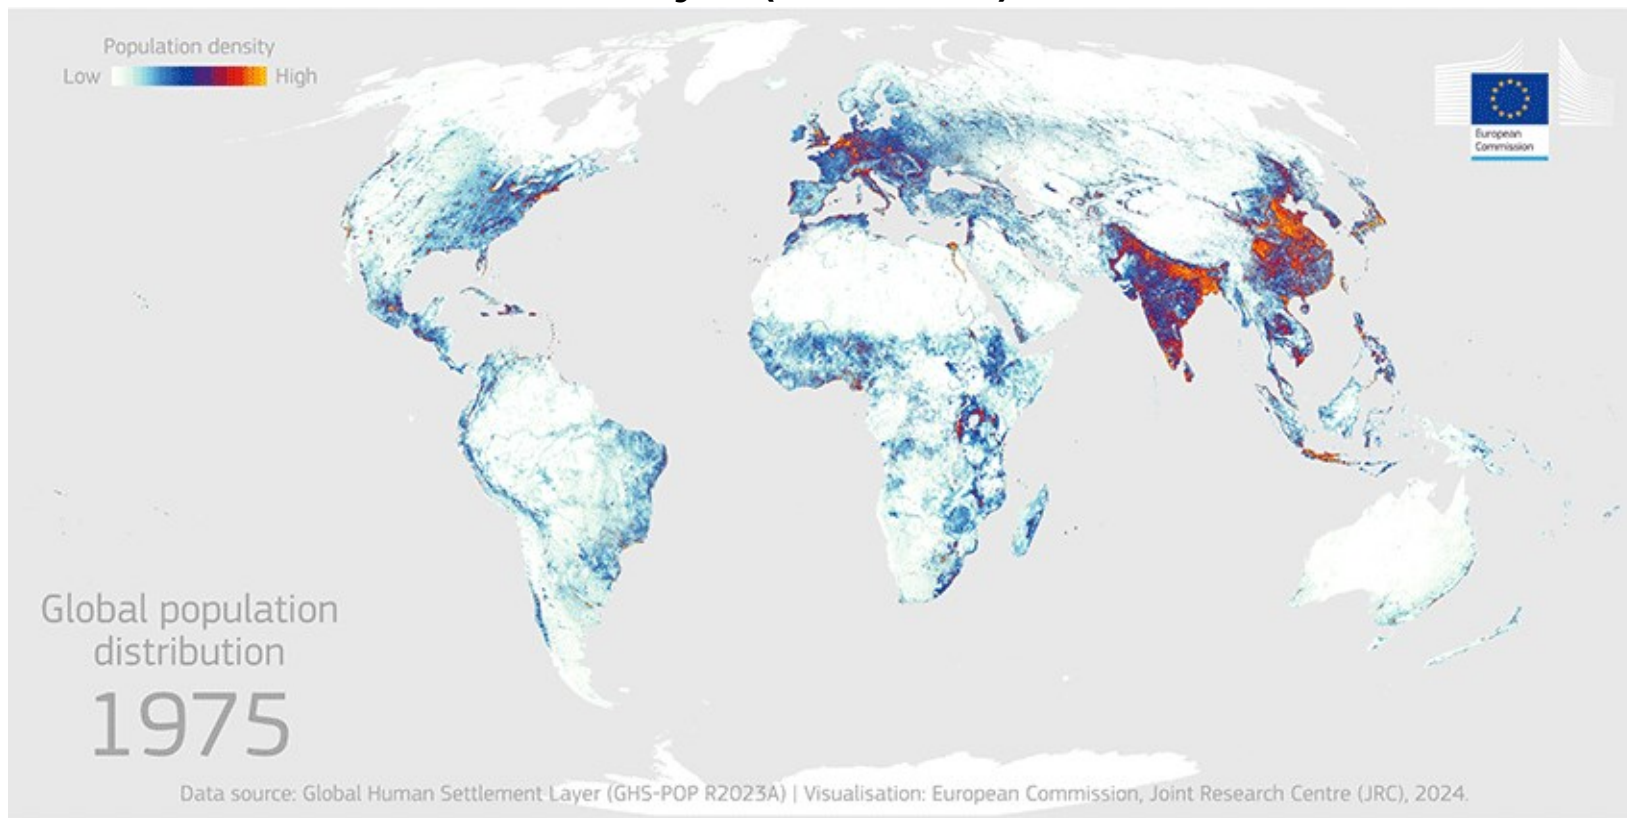 Population density
Low
High
European
Commission
Global population
distribution
1975
Data source: Global Human Settlement Layer (GHS-POP R2023A) | Visualisation: European Commission, Joint Research Centre (JRC), 2024.